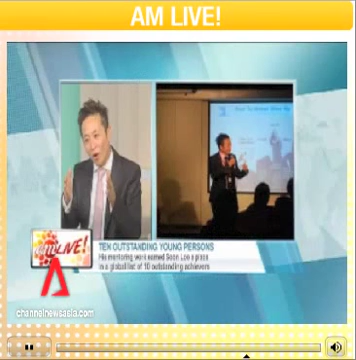 AM LIVE!
LIVE!
TEN OUTSTANDING YOUNG PERSONS
His mentoring work earned Sean Lee a place
in a global list of 10 outstanding achievers
channelnewsasia.com